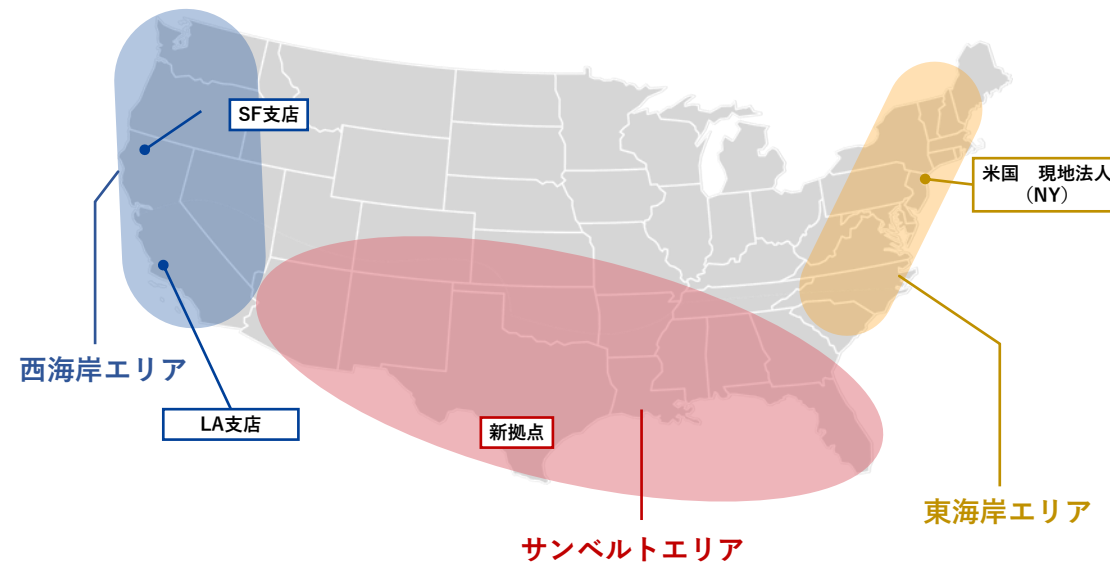 SF支店
米国　現地法人
（NY）
西海岸エリア
LA支店
新拠点
東海岸エリア
サンベルトエリア